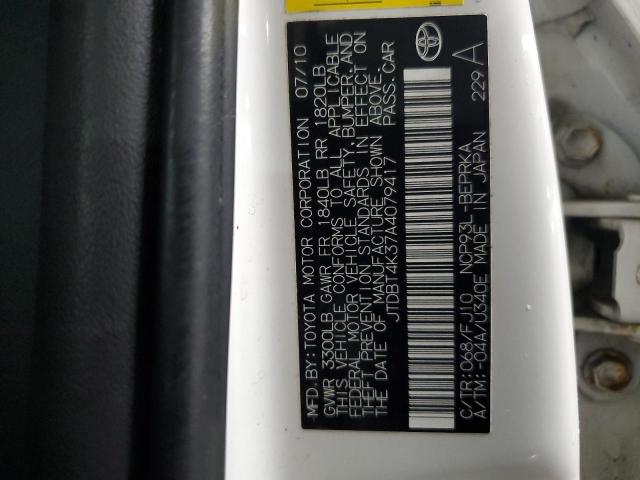 MFD.BY:TOYOTA MOTOR CORPORATION 07/10
GVWR 3300LB GAWR FR 1840LB RR 1820LB
THIS VEHICLE CONFORMS TO ALL APPLICABLE
FEDERAL MOTOR VEHICLE SAFETY, BUMPER, AND
THEFT PREVENTION STANDARDS IN EFFECT ON
THE DATE OF MANUFACTURE SHOWN ABOVE.
JTDBT4K37A4079417 PASS.CAR
C/TR:068/FJ10 NCP93L-BEPRKA 229 A
A/TM:-04A/U340E MADE IN JAPAN